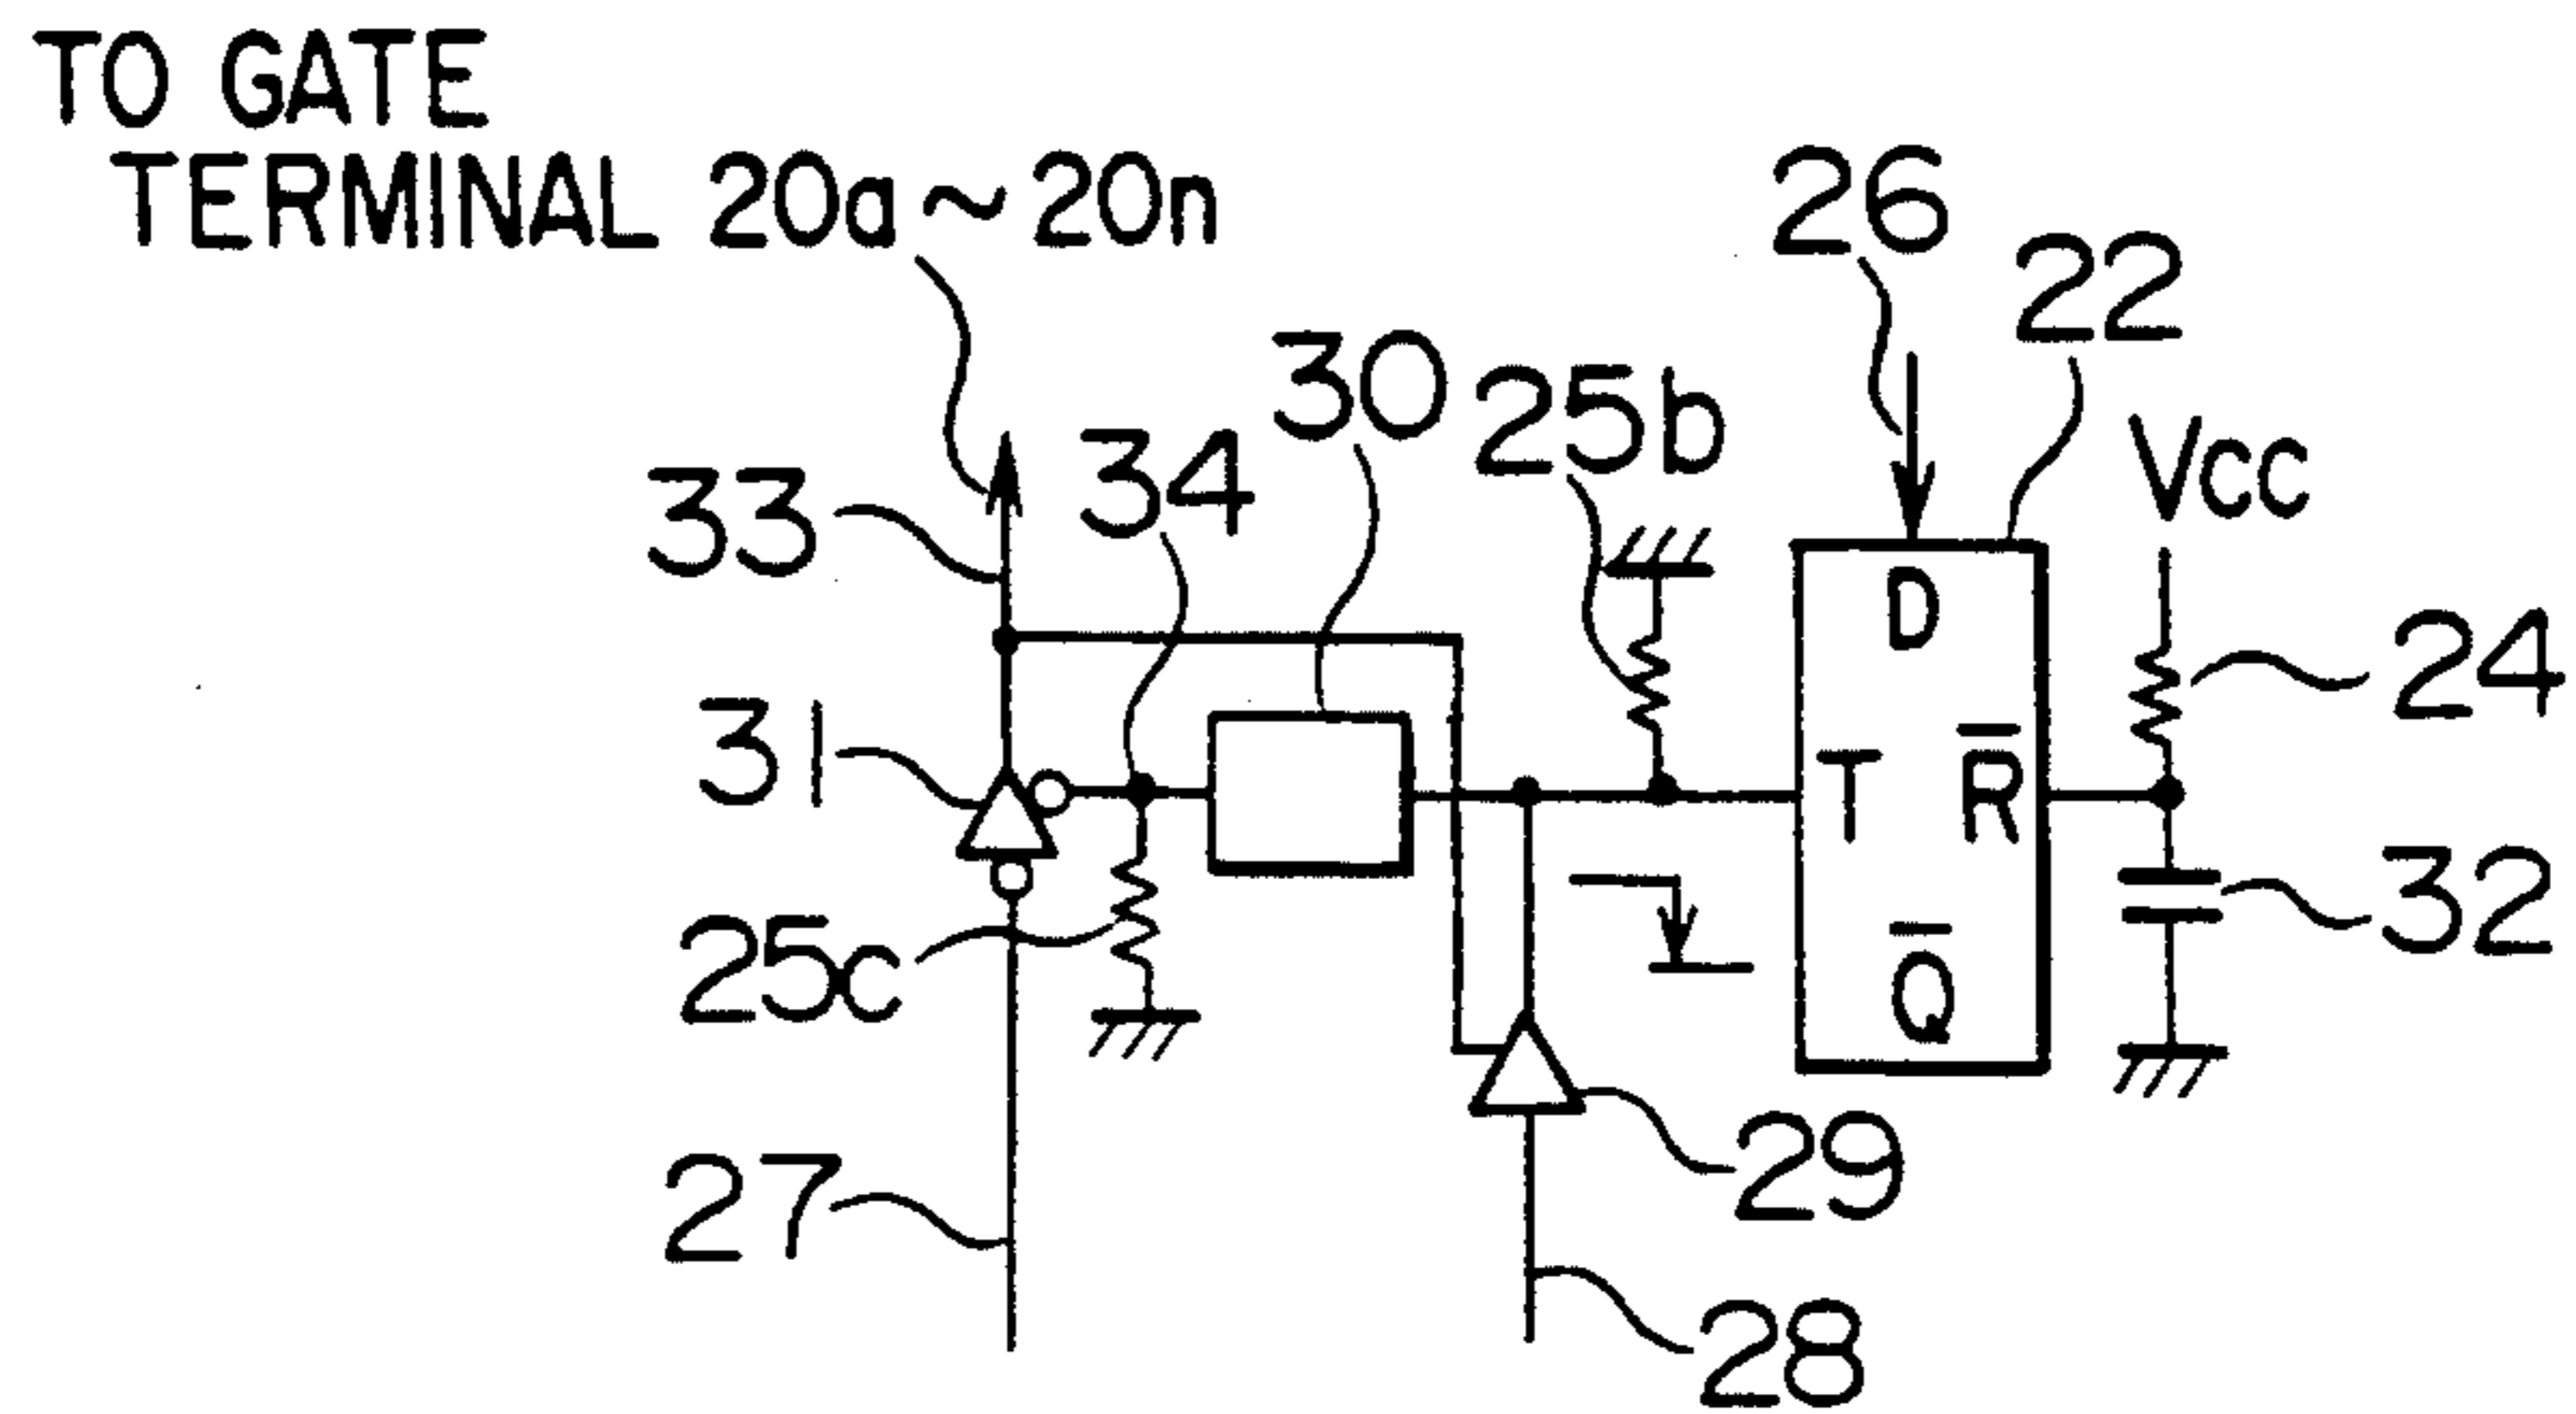 TO GATE
TERMINAL 20a~20n
26
22
30
25b
34
33
Vcc
D
24
31
T
R̅
25c
Q̅
32
27
29
28